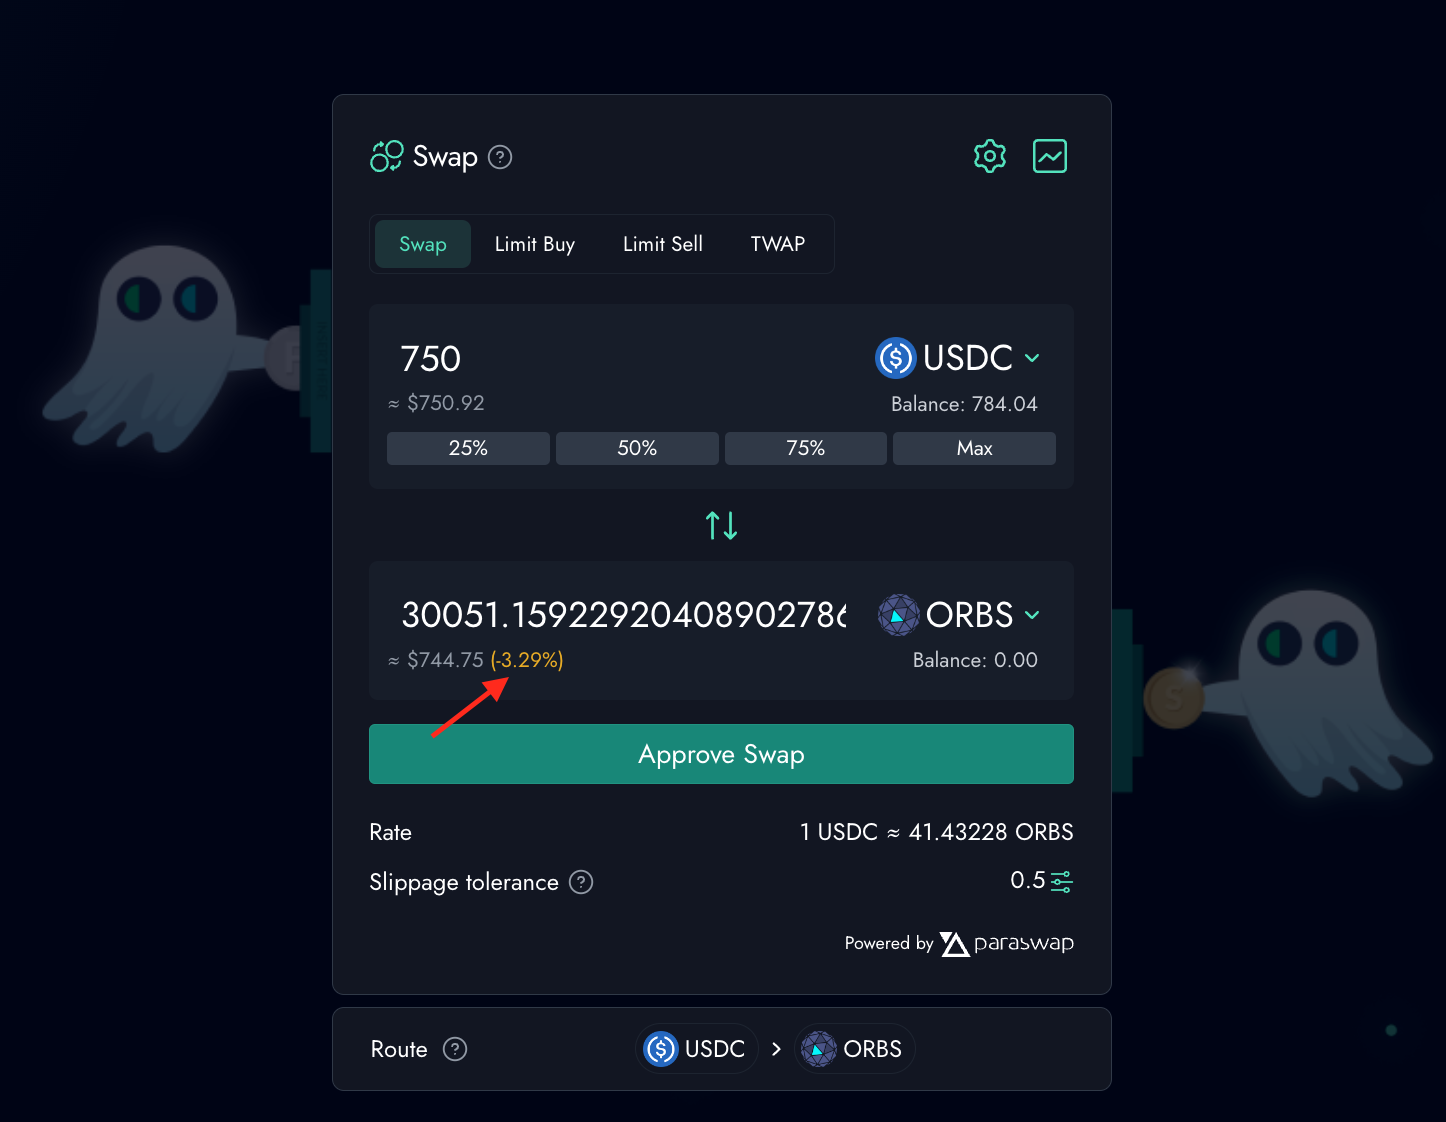 Swap ?
Swap Limit Buy Limit Sell TWAP
750 USDC
≈ $750.92 Balance: 784.04
25% 50% 75% Max
30051.1592292040890278 ORBS
≈ $744.75 (-3.29%) Balance: 0.00
Approve Swap
Rate 1 USDC ≈ 41.43228 ORBS
Slippage tolerance ? 0.5
Powered by paraswap
Route ? USDC > ORBS